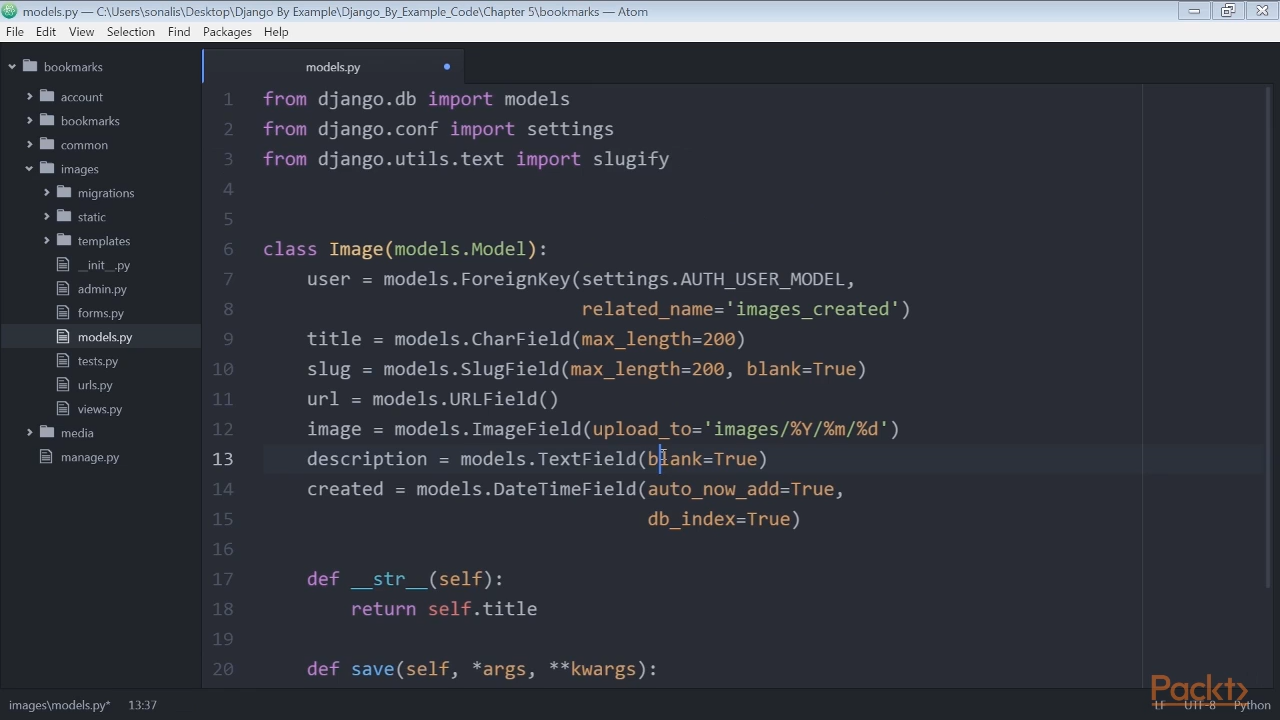 models.py — C:\Users\sonalis\Desktop\Django By Example\Django_By_Example_Code\Chapter 5\bookmarks — Atom
File Edit View Selection Find Packages Help
bookmarks
account
bookmarks
common
images
migrations
static
templates
__init__.py
admin.py
forms.py
models.py
tests.py
urls.py
views.py
media
manage.py
models.py
1 from django.db import models
2 from django.conf import settings
3 from django.utils.text import slugify
4
5
6 class Image(models.Model):
7 user = models.ForeignKey(settings.AUTH_USER_MODEL,
8 related_name='images_created')
9 title = models.CharField(max_length=200)
10 slug = models.SlugField(max_length=200, blank=True)
11 url = models.URLField()
12 image = models.ImageField(upload_to='images/%Y/%m/%d')
13 description = models.TextField(blank=True)
14 created = models.DateTimeField(auto_now_add=True,
15 db_index=True)
16
17 def __str__(self):
18 return self.title
19
20 def save(self, *args, **kwargs):
images\models.py* 13:37
LF UTF-8 Python
Packt>